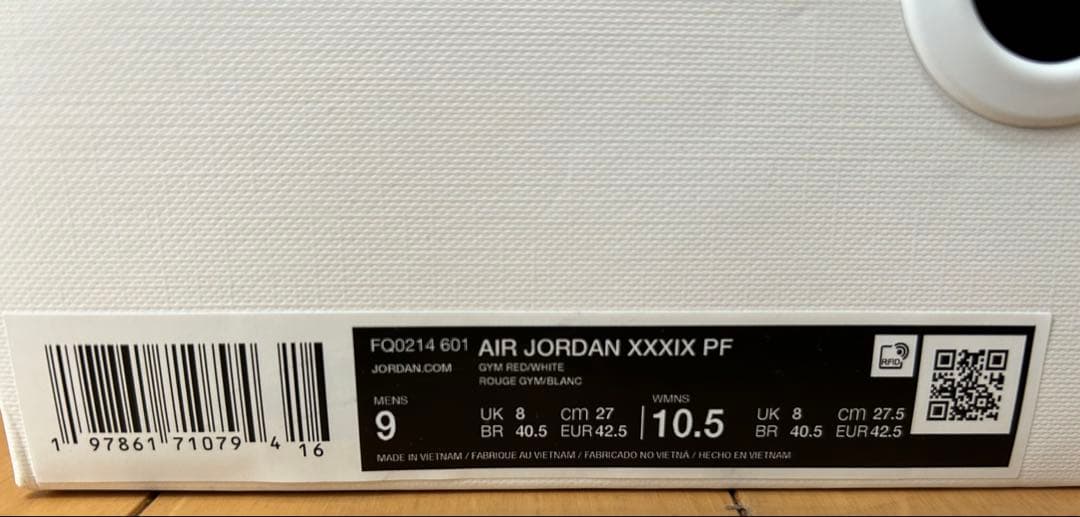 FQ0214 601 AIR JORDAN XXXIX PF
JORDAN.COM GYM RED/WHITE
ROUGE GYM/BLANC
RFID
MENS
9
UK 8 cm 27
BR 40.5 EUR 42.5
WMNS
10.5
UK 8 cm 27.5
BR 40.5 EUR 42.5
MADE IN VIETNAM / FABRIQUE AU VIETNAM / FABRICADO NO VIETNÃ / HECHO EN VIETNAM
1 97861 71079 4 16